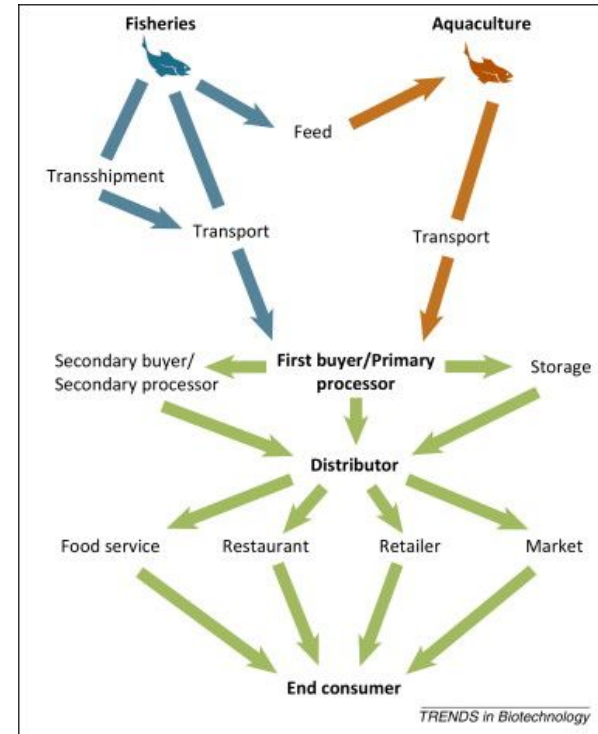 Fisheries
Aquaculture
Feed
Transshipment
Transport
Transport
Secondary buyer/
Secondary processor
First buyer/Primary
processor
Storage
Distributor
Food service
Restaurant
Retailer
Market
End consumer
TRENDS in Biotechnology